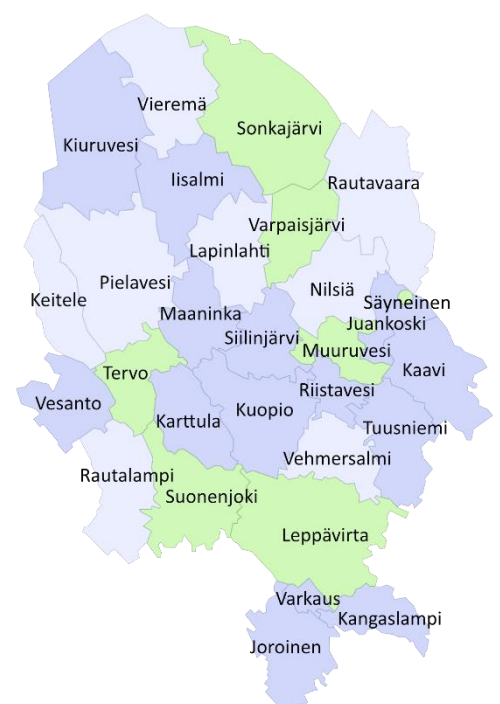 Vieremä
Sonkajärvi
Kiuruvesi
Iisalmi
Rautavaara
Varpaisjärvi
Lapinlahti
Pielavesi
Nilsiä
Keitele
Säyneinen
Maaninka
Juankoski
Siilinjärvi
Muuruvesi
Kaavi
Tervo
Riistavesi
Vesanto
Kuopio
Karttula
Tuusniemi
Vehmersalmi
Rautalampi
Suonenjoki
Leppävirta
Varkaus
Kangaslampi
Joroinen